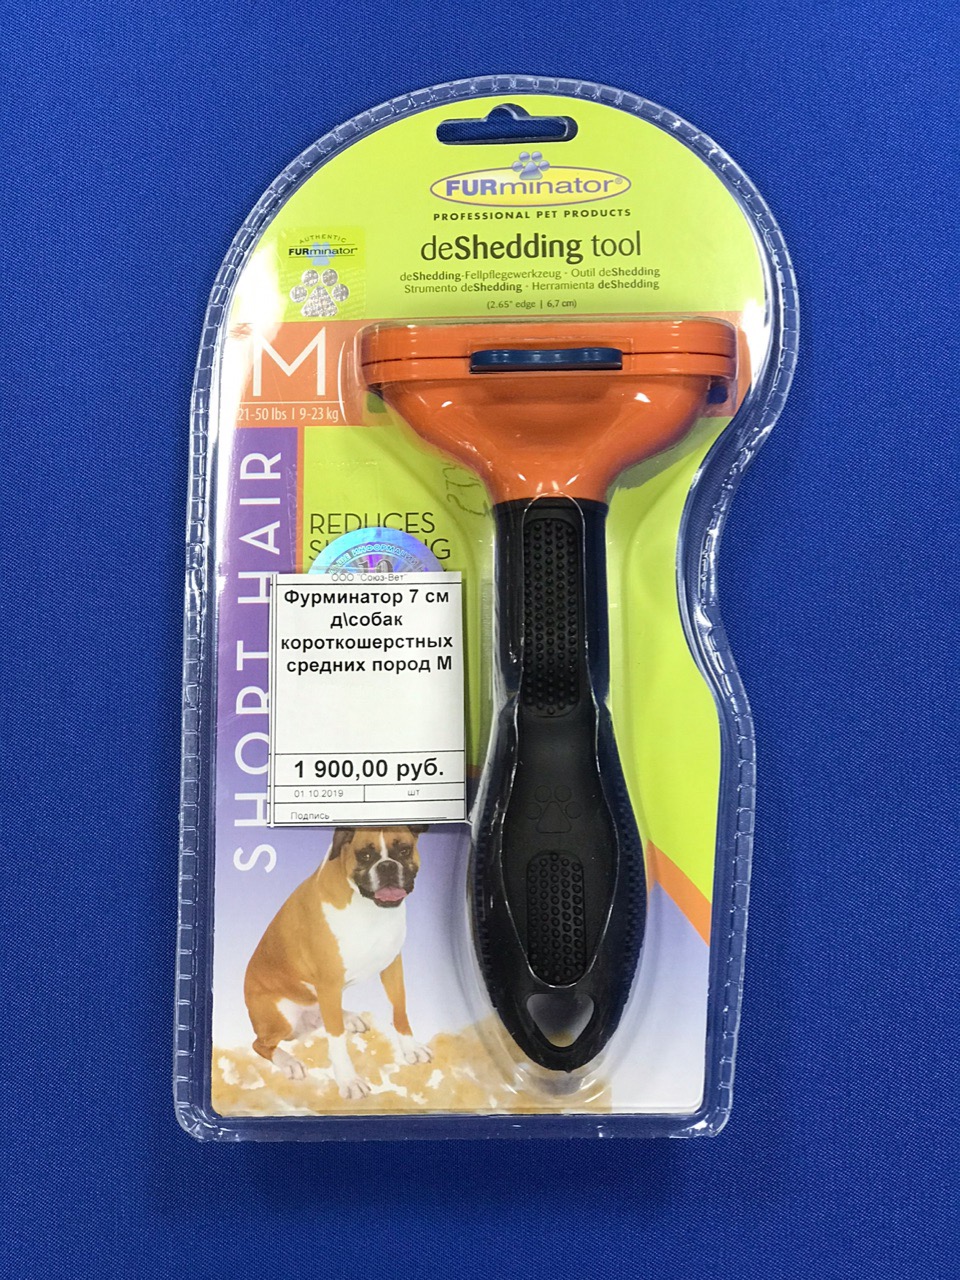 FURminator®
PROFESSIONAL PET PRODUCTS
deShedding tool
deShedding-Fellpflegewerkzeug · Outil deShedding
Strumento deShedding · Herramienta deShedding
(2.65" edge | 6,7 cm)
AUTHENTIC
FURminator
M
21-50 lbs | 9-23 kg
SHORT HAIR
REDUCES
ООО "Союз-Вет"
Фурминатор 7 см
д\собак
короткошерстных
средних пород М
1 900,00 руб.
01.10.2019 шт
Подпись